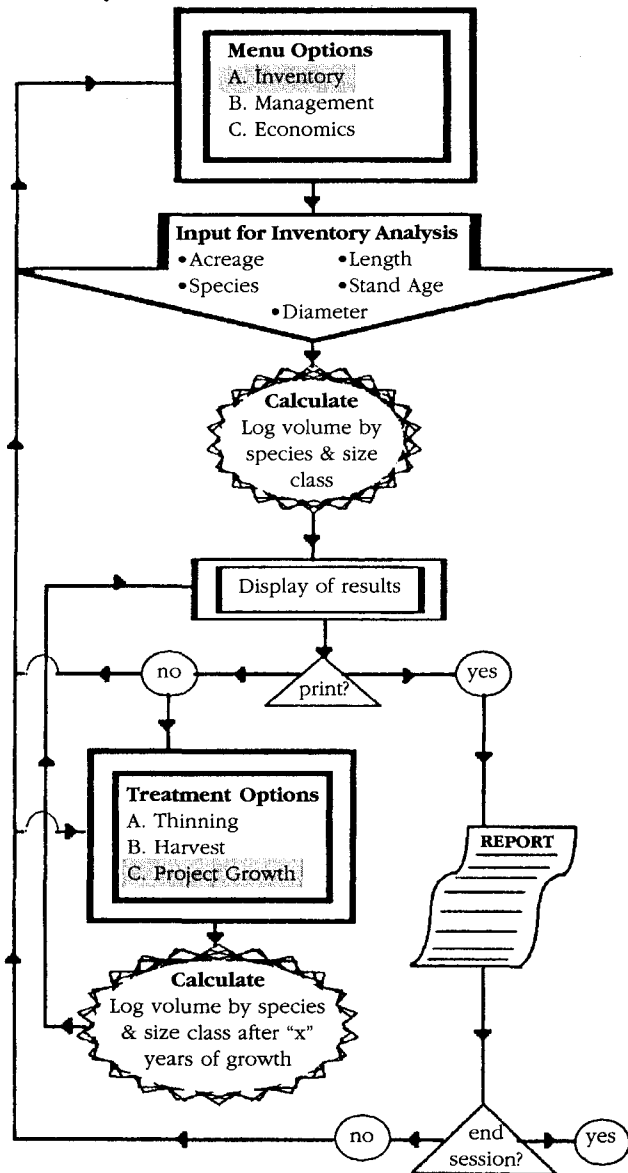 Menu Options
A. Inventory
B. Management
C. Economics
Input for Inventory Analysis
•Acreage •Length
•Species •Stand Age
•Diameter
Calculate
Log volume by
species & size
class
Display of results
no
print?
yes
Treatment Options
A. Thinning
B. Harvest
C. Project Growth
REPORT
Calculate
Log volume by species
& size class after "x"
years of growth
no
end
session?
yes